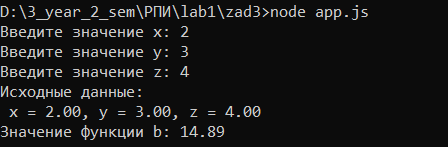 D:\3_year_2_sem\РПИ\lab1\zad3>node app.js
Введите значение x: 2
Введите значение y: 3
Введите значение z: 4
Исходные данные:
 x = 2.00, y = 3.00, z = 4.00
Значение функции b: 14.89